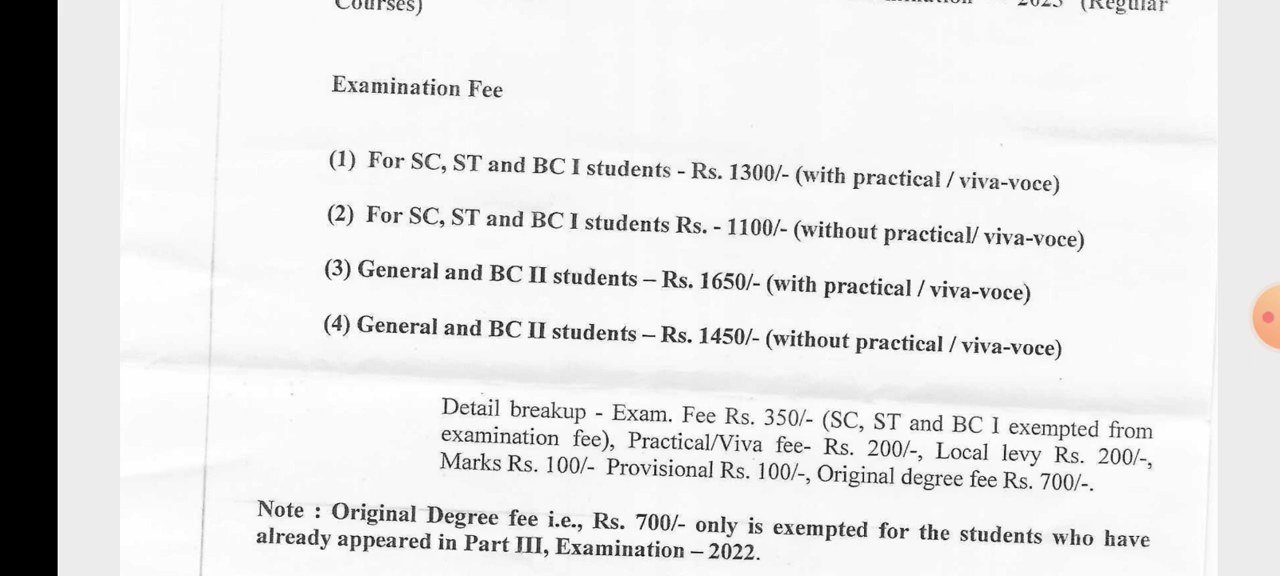 Courses) 2023 (Regular
Examination Fee
(1) For SC, ST and BC I students - Rs. 1300/- (with practical / viva-voce)
(2) For SC, ST and BC I students Rs. - 1100/- (without practical/ viva-voce)
(3) General and BC II students – Rs. 1650/- (with practical / viva-voce)
(4) General and BC II students – Rs. 1450/- (without practical / viva-voce)
Detail breakup - Exam. Fee Rs. 350/- (SC, ST and BC I exempted from
examination fee), Practical/Viva fee- Rs. 200/-, Local levy Rs. 200/-,
Marks Rs. 100/- Provisional Rs. 100/-, Original degree fee Rs. 700/-.
Note : Original Degree fee i.e., Rs. 700/- only is exempted for the students who have
already appeared in Part III, Examination – 2022.